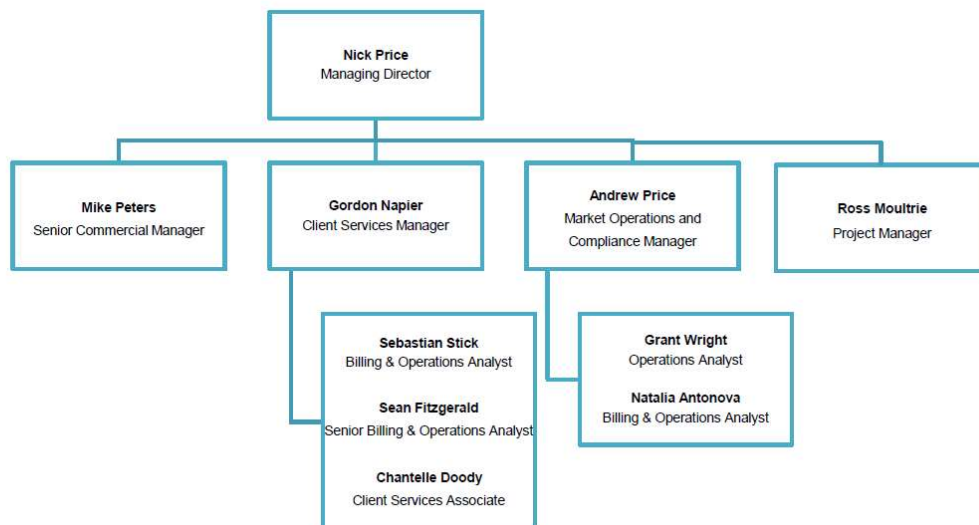 Nick Price
Managing Director
Mike Peters
Senior Commercial Manager
Gordon Napier
Client Services Manager
Andrew Price
Market Operations and
Compliance Manager
Ross Moultrie
Project Manager
Sebastian Stick
Billing & Operations Analyst
Sean Fitzgerald
Senior Billing & Operations Analyst
Chantelle Doody
Client Services Associate
Grant Wright
Operations Analyst
Natalia Antonova
Billing & Operations Analyst